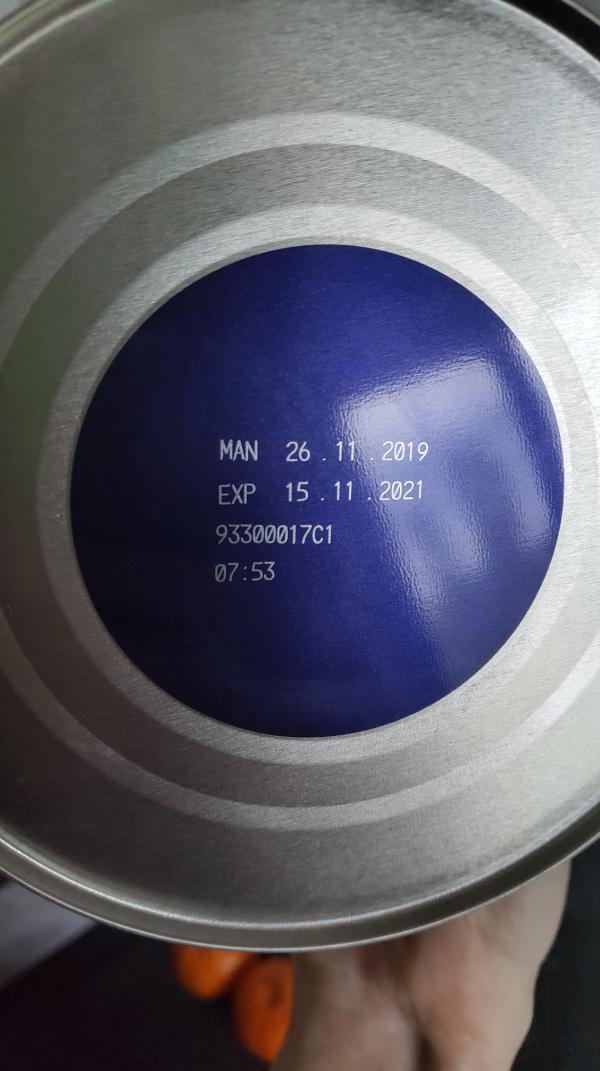 MAN 26 . 11 . 2019
EXP 15 . 11 . 2021
93300017C1
07:53